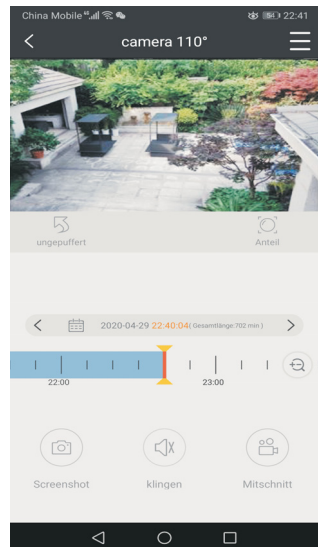 China Mobile 22:41
camera 110°
ungepuffert Anteil
2020-04-29 22:40:04 ( Gesamtlänge:702 min )
22:00 23:00
Screenshot klingen Mitschnitt